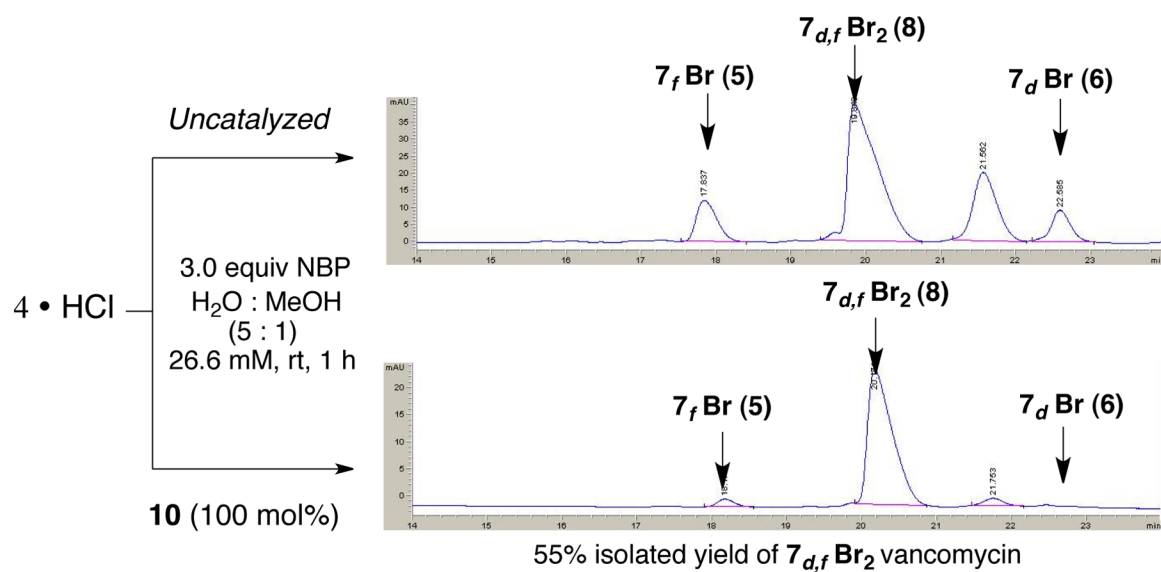 7d,f Br2 (8)
7f Br (5)
7d Br (6)
mAU
35
30
25
20
15
10
5
0
17.837
21.562
22.585
14 15 16 17 18 19 20 21 22 23
Uncatalyzed
4 • HCl
3.0 equiv NBP
H2O : MeOH
(5 : 1)
26.6 mM, rt, 1 h
10 (100 mol%)
7d,f Br2 (8)
7f Br (5)
7d Br (6)
mAU
20
15
10
5
0
21.753
14 15 16 17 18 19 20 21 22 23
55% isolated yield of 7d,f Br2 vancomycin